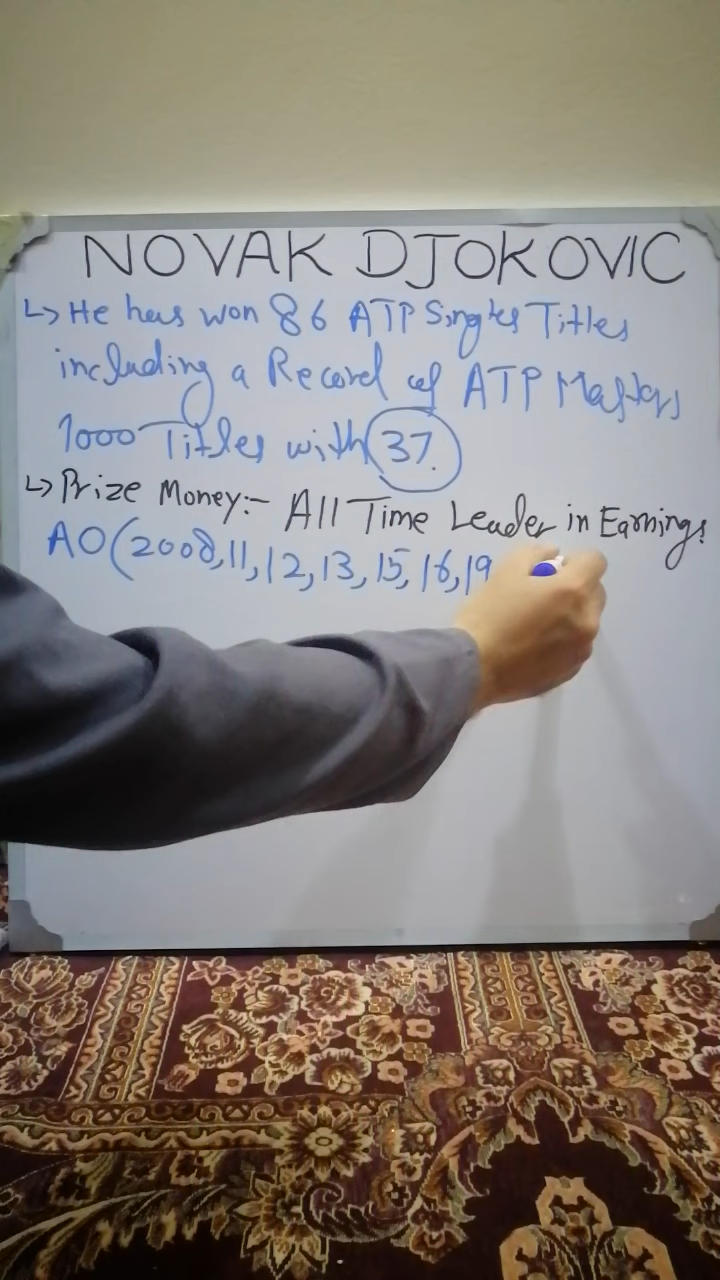 NOVAK DJOKOVIC
↳ He has won 86 ATP Singles Titles
including a Record of ATP Masters
1000 Titles with 37.
↳ Prize Money:- All Time Leader in Earnings.
AO (2008,11,12,13,15,16,19